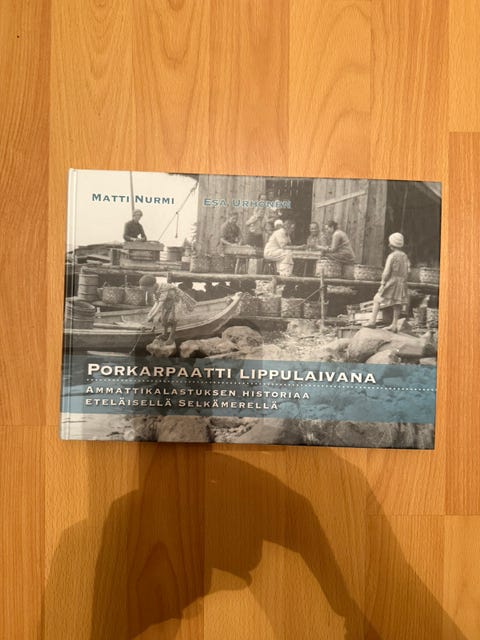 MATTI NURMI
ESA URHONEN
PORKARPAATTI LIPPULAIVANA
AMMATTIKALASTUKSEN HISTORIAA
ETELÄISELLÄ SELKÄMERELLÄ